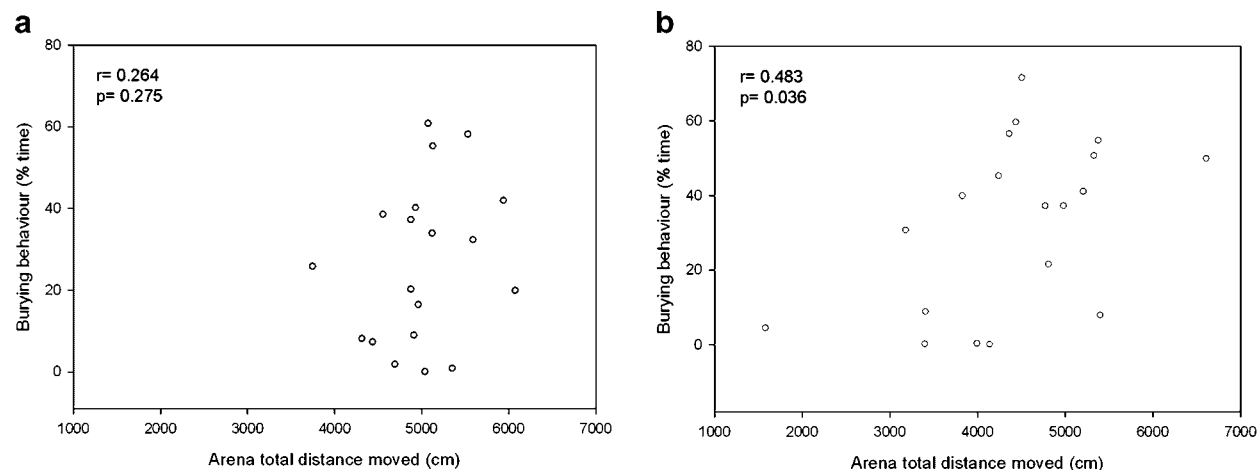 a
80
r= 0.264
p= 0.275
60
40
20
0
Burying behaviour (% time)
1000 2000 3000 4000 5000 6000 7000
Arena total distance moved (cm)
b
80
r= 0.483
p= 0.036
60
40
20
0
Burying behaviour (% time)
1000 2000 3000 4000 5000 6000 7000
Arena total distance moved (cm)